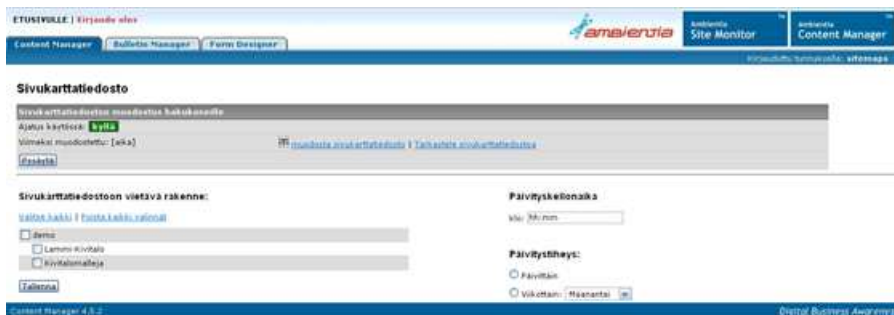 ETUSIVULLE | Kirjaudu ulos
ambientia
Ambientia
Site Monitor
Ambientia
Content Manager
Content Manager
Bulletin Manager
Form Designer
Kirjauduttu tunnuksella: sitemaps
Sivukarttatiedosto
Sivukarttatiedoston muodostus hakukoneille
Ajatus käytössä: kyllä
Viimeksi muodostettu: [aika]
muodosta sivukarttatiedosto | Tarkastele sivukarttatiedostoa
Pysäytä
Sivukarttatiedostoon vietävä rakenne:
Valitse kaikki | Poista kaikki valinnat
demo
Lammi-Kivitalo
Kivitalomalleja
Tallenna
Päivityskellonaika
klo: hh:mm
Päivitystiheys:
Päivittäin
Viikottain: Maanantai
Content Manager 4.5.2
Digital Business Awareness